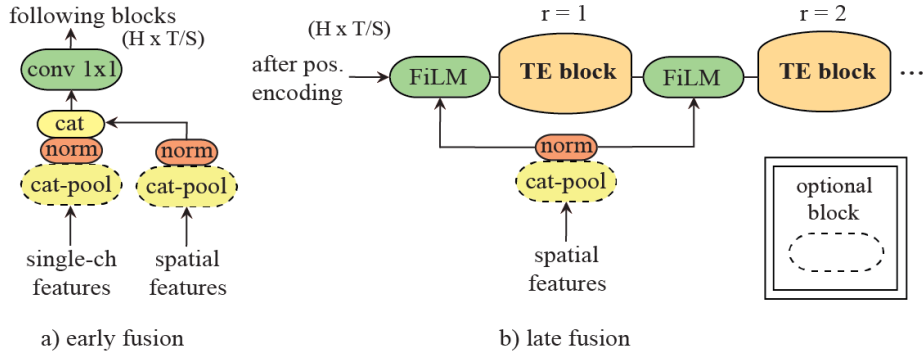 following blocks
(H x T/S)
conv 1x1
cat
norm
norm
cat-pool
cat-pool
single-ch
features
spatial
features
a) early fusion
r = 1
r = 2
(H x T/S)
after pos.
encoding
FiLM
TE block
FiLM
TE block
...
norm
cat-pool
spatial
features
optional
block
b) late fusion